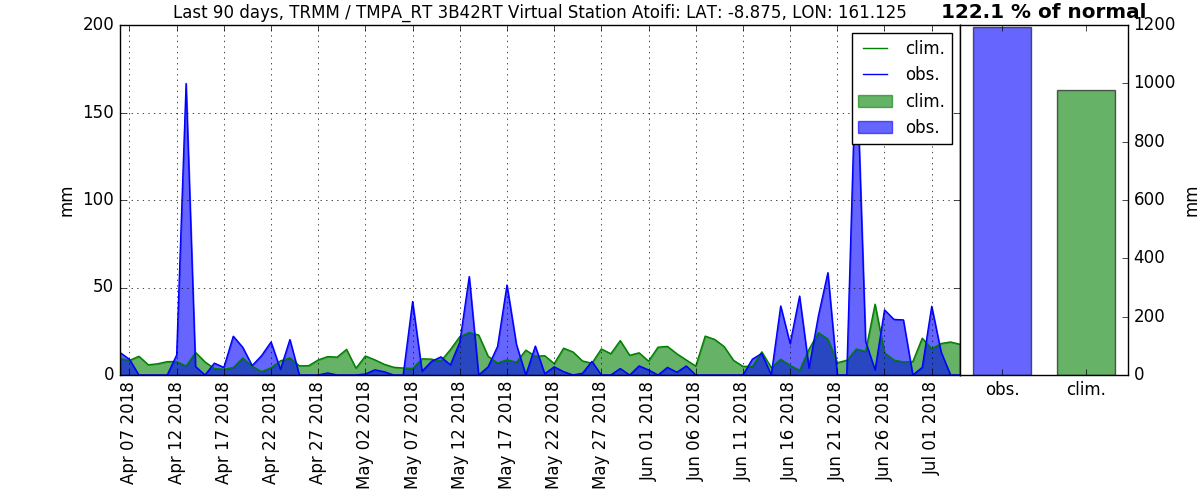 Last 90 days, TRMM / TMPA_RT 3B42RT Virtual Station Atoifi: LAT: -8.875, LON: 161.125
122.1 % of normal
200
150
100
50
0
mm
clim.
obs.
clim.
obs.
1200
1000
800
600
400
200
0
mm
obs.
clim.
Apr 07 2018
Apr 12 2018
Apr 17 2018
Apr 22 2018
Apr 27 2018
May 02 2018
May 07 2018
May 12 2018
May 17 2018
May 22 2018
May 27 2018
Jun 01 2018
Jun 06 2018
Jun 11 2018
Jun 16 2018
Jun 21 2018
Jun 26 2018
Jul 01 2018